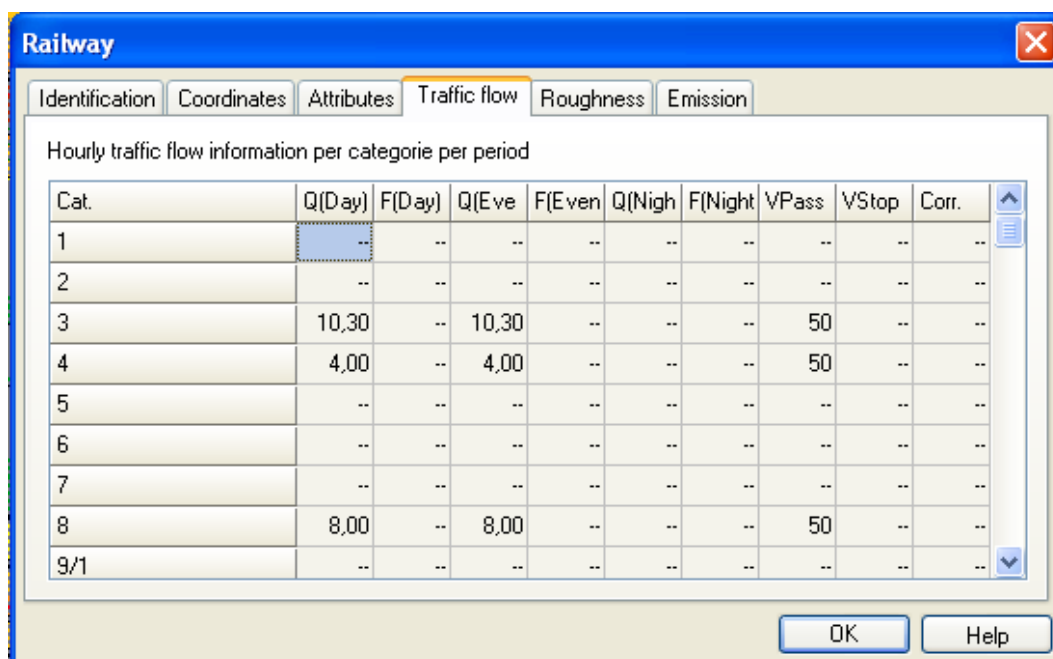 Railway
Identification Coordinates Attributes Traffic flow Roughness Emission
Hourly traffic flow information per categorie per period
Cat. Q(Day) F(Day) Q(Eve F(Even Q(Nigh F(Night VPass VStop Corr.
1 -- -- -- -- -- -- -- -- --
2 -- -- -- -- -- -- -- -- --
3 10,30 -- 10,30 -- -- -- 50 -- --
4 4,00 -- 4,00 -- -- -- 50 -- --
5 -- -- -- -- -- -- -- -- --
6 -- -- -- -- -- -- -- -- --
7 -- -- -- -- -- -- -- -- --
8 8,00 -- 8,00 -- -- -- 50 -- --
9/1 -- -- -- -- -- -- -- -- --
OK Help